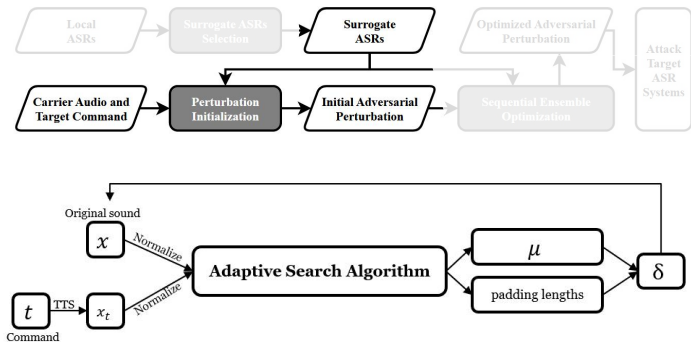 Local
ASRs
Surrogate ASRs
Selection
Surrogate
ASRs
Optimized Adversarial
Perturbation
Attack
Target
ASR
Systems
Carrier Audio and
Target Command
Perturbation
Initialization
Initial Adversarial
Perturbation
Sequential Ensemble
Optimization
Original sound
x
Normalize
Adaptive Search Algorithm
μ
padding lengths
δ
t
TTS
x_t
Normalize
Command